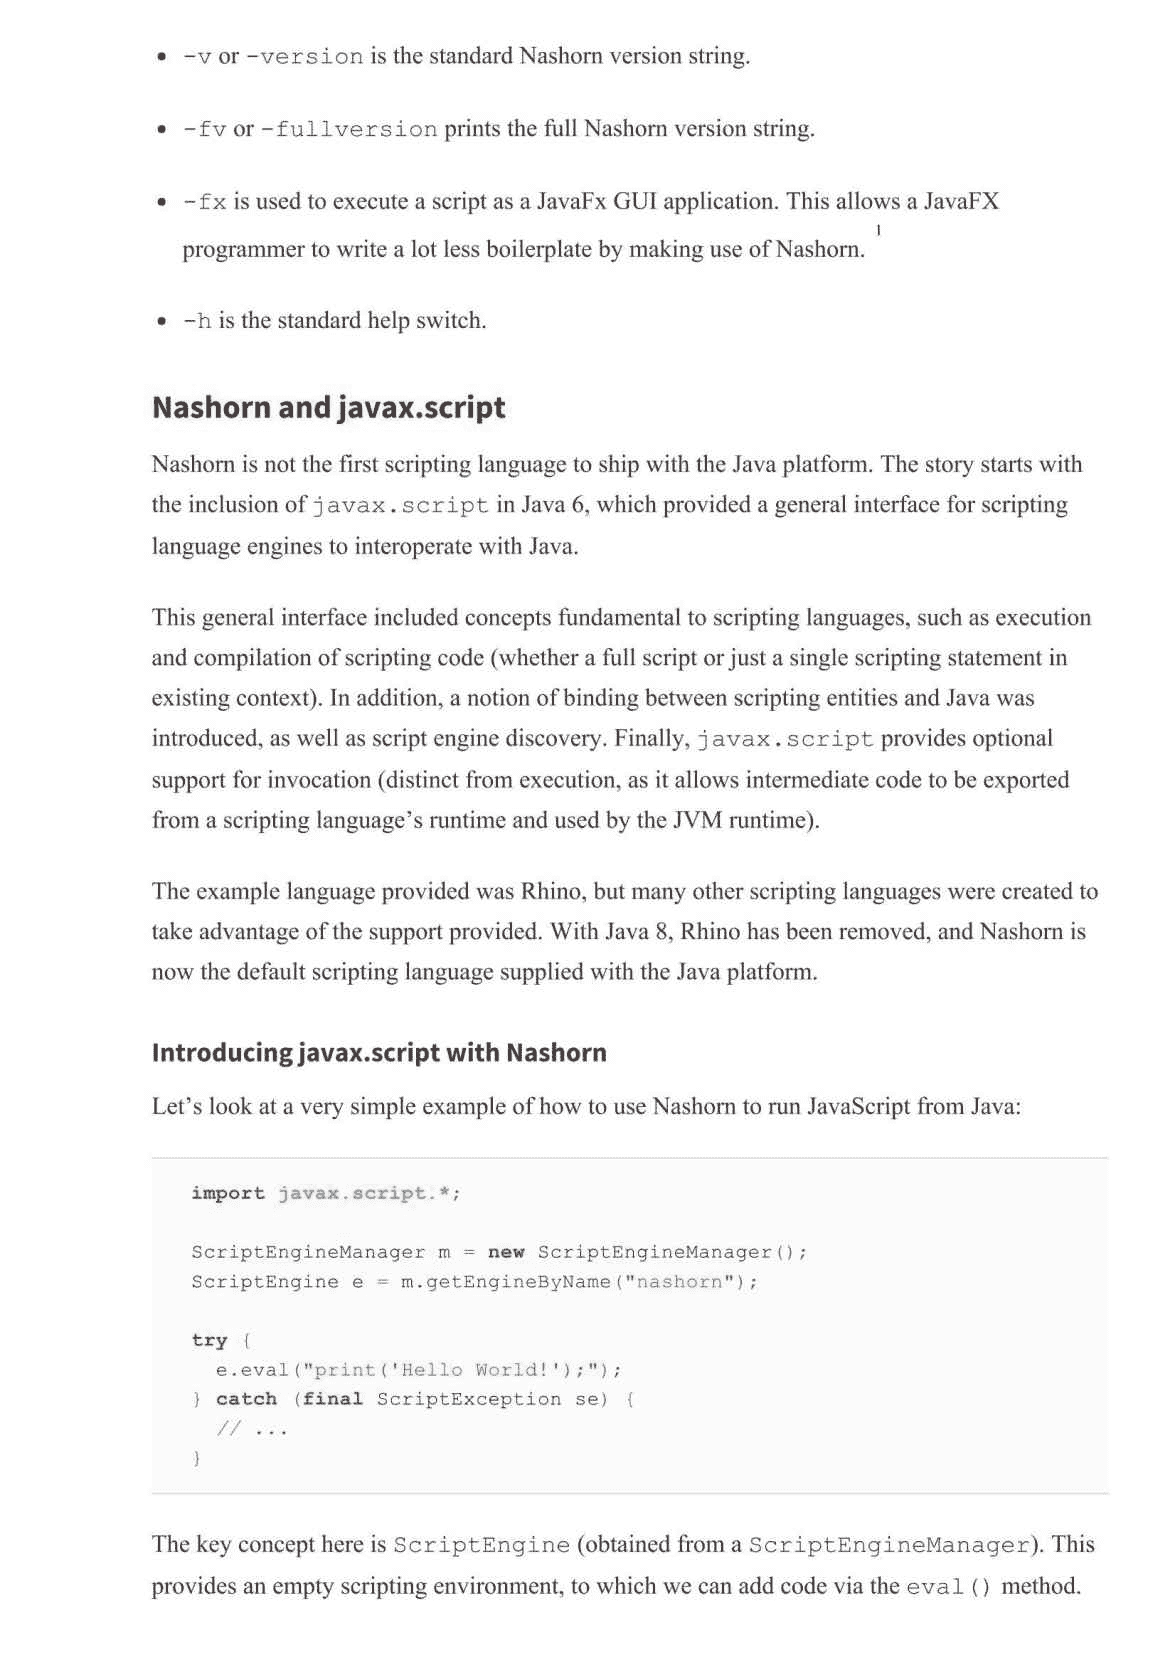 • -v or -version is the standard Nashorn version string.
• -fv or -fullversion prints the full Nashorn version string.
• -fx is used to execute a script as a JavaFx GUI application. This allows a JavaFX
programmer to write a lot less boilerplate by making use of Nashorn.
• -h is the standard help switch.
Nashorn and javax.script
Nashorn is not the first scripting language to ship with the Java platform. The story starts with
the inclusion of javax.script in Java 6, which provided a general interface for scripting
language engines to interoperate with Java.
This general interface included concepts fundamental to scripting languages, such as execution
and compilation of scripting code (whether a full script or just a single scripting statement in
existing context). In addition, a notion of binding between scripting entities and Java was
introduced, as well as script engine discovery. Finally, javax.script provides optional
support for invocation (distinct from execution, as it allows intermediate code to be exported
from a scripting language’s runtime and used by the JVM runtime).
The example language provided was Rhino, but many other scripting languages were created to
take advantage of the support provided. With Java 8, Rhino has been removed, and Nashorn is
now the default scripting language supplied with the Java platform.
Introducing javax.script with Nashorn
Let’s look at a very simple example of how to use Nashorn to run JavaScript from Java:
import javax.script.*;
ScriptEngineManager m = new ScriptEngineManager();
ScriptEngine e = m.getEngineByName("nashorn");
try {
  e.eval("print('Hello World!');");
} catch (final ScriptException se) {
  // ...
}
The key concept here is ScriptEngine (obtained from a ScriptEngineManager). This
provides an empty scripting environment, to which we can add code via the eval() method.